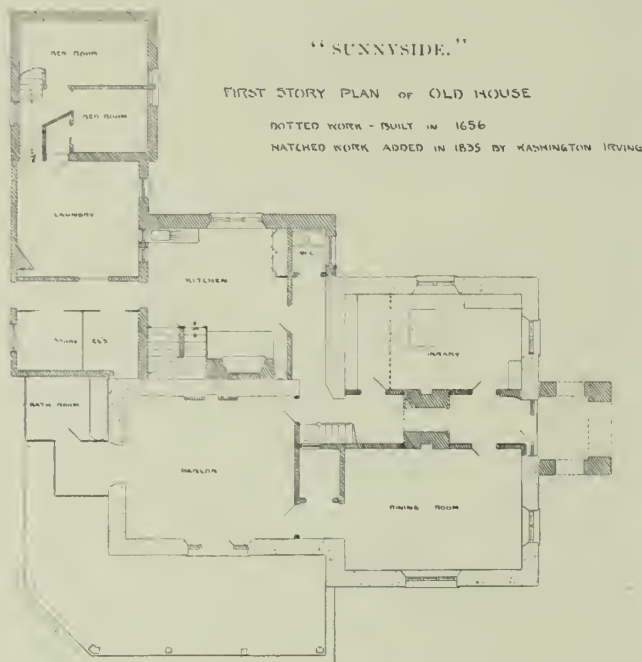 "SUNNYSIDE."
FIRST STORY PLAN OF OLD HOUSE
DOTTED WORK - BUILT IN 1656
HATCHED WORK ADDED IN 1835 BY WASHINGTON IRVING
BED ROOM
BED ROOM
LAUNDRY
KITCHEN
W.C.
LIBRARY
BATH ROOM
PARLOR
DINING ROOM